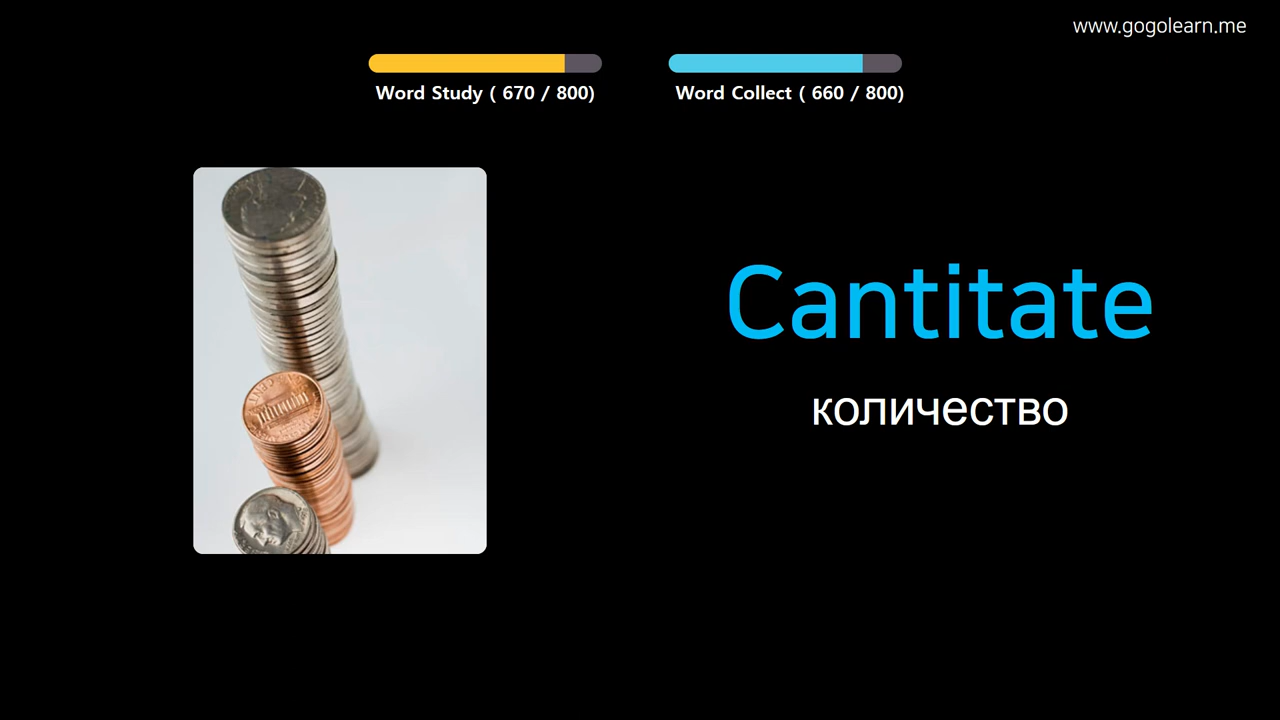 www.gogolearn.me
Word Study ( 670 / 800)
Word Collect ( 660 / 800)
Cantitate
количество